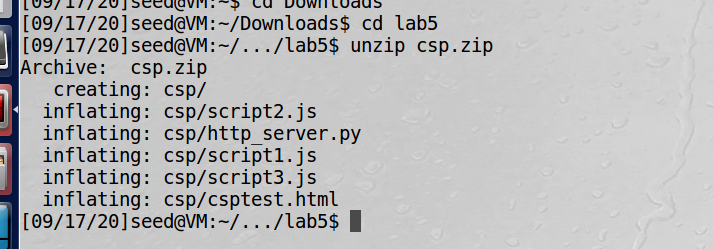 [09/17/20]seed@VM:~$ cd Downloads
[09/17/20]seed@VM:~/Downloads$ cd lab5
[09/17/20]seed@VM:~/.../lab5$ unzip csp.zip
Archive:  csp.zip
   creating: csp/
  inflating: csp/script2.js
  inflating: csp/http_server.py
  inflating: csp/script1.js
  inflating: csp/script3.js
  inflating: csp/csptest.html
[09/17/20]seed@VM:~/.../lab5$